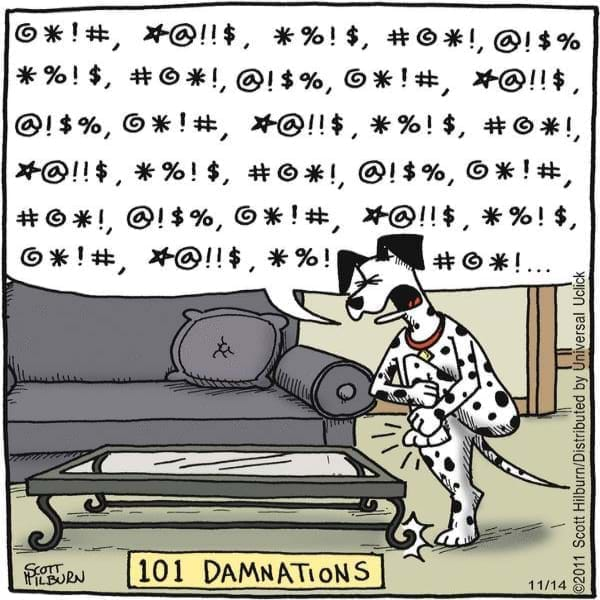 @*!#, *@!!$, *%!$, #@*!, @!$%
*%!$, #@*!, @!$%, @*!#, *@!!$,
@!$%, @*!#, *@!!$, *%!$, #@*!,
*@!!$, *%!$, #@*!, @!$%, @*!#,
#@*!, @!$%, @*!#, *@!!$, *%!$,
@*!#, *@!!$, *%! #@*!...
©2011 Scott Hilburn/Distributed by Universal Uclick
SCOTT
HILBURN
101 DAMNATIONS
11/14